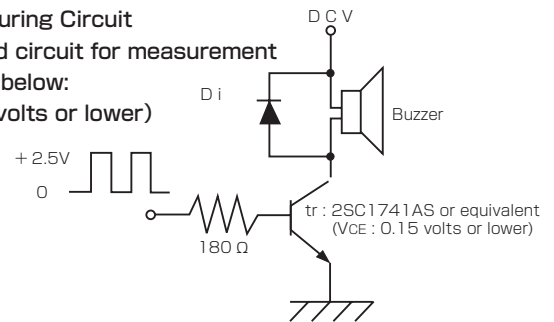 uring Circuit
d circuit for measurement
below:
volts or lower)
D C V
D i
Buzzer
+ 2.5V
0
180 Ω
tr : 2SC1741AS or equivalent
(VCE : 0.15 volts or lower)